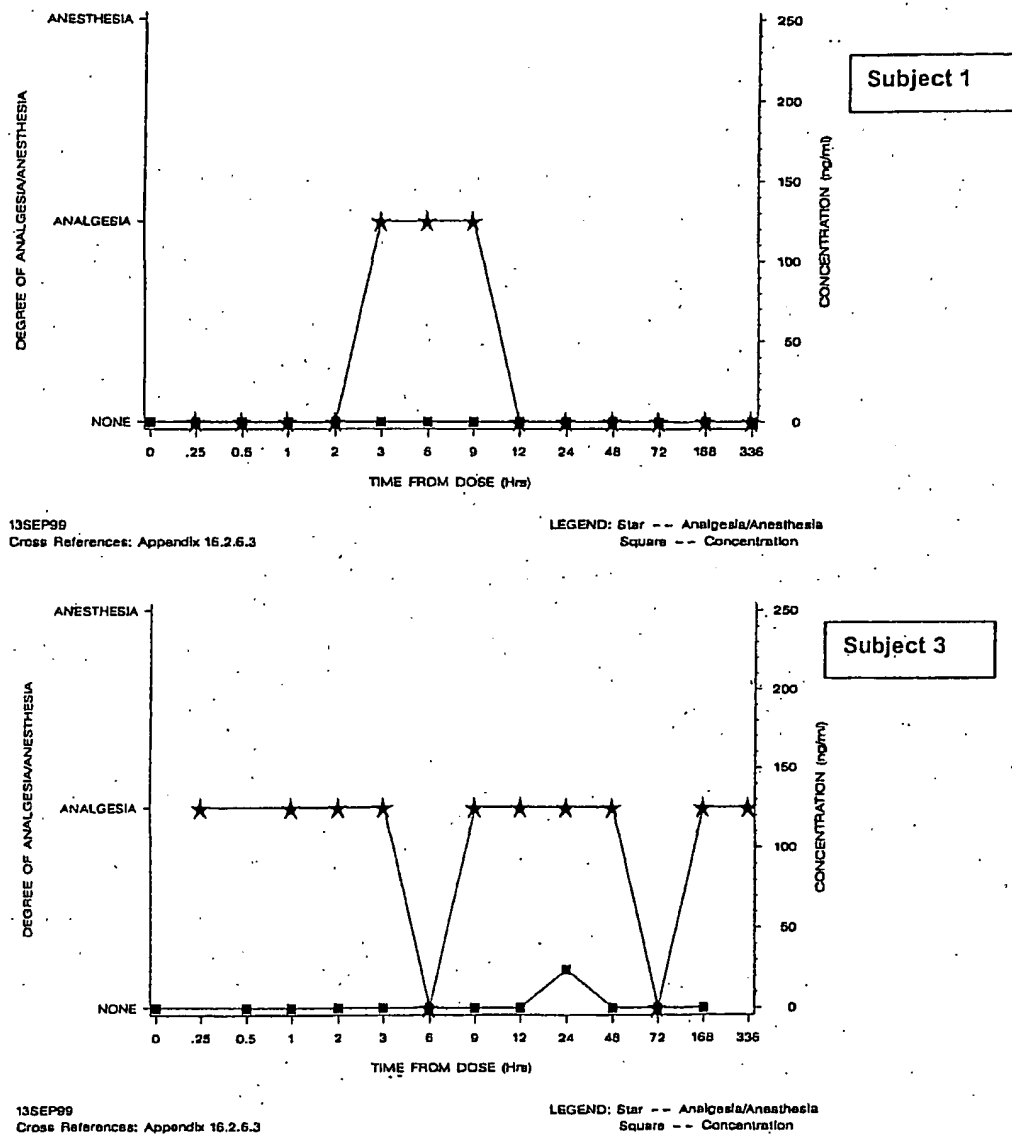 ANESTHESIA
ANALGESIA
NONE
DEGREE OF ANALGESIA/ANESTHESIA
250
200
150
100
50
0
CONCENTRATION (ng/ml)
Subject 1
0 .25 0.5 1 2 3 6 9 12 24 48 72 168 336
TIME FROM DOSE (Hrs)
13SEP99
Cross References: Appendix 16.2.6.3
LEGEND: Star -- Analgesia/Anesthesia
Square -- Concentration
ANESTHESIA
ANALGESIA
NONE
DEGREE OF ANALGESIA/ANESTHESIA
250
200
150
100
50
0
CONCENTRATION (ng/ml)
Subject 3
0 .25 0.5 1 2 3 6 9 12 24 48 72 168 336
TIME FROM DOSE (Hrs)
13SEP99
Cross References: Appendix 16.2.6.3
LEGEND: Star -- Analgesia/Anesthesia
Square -- Concentration